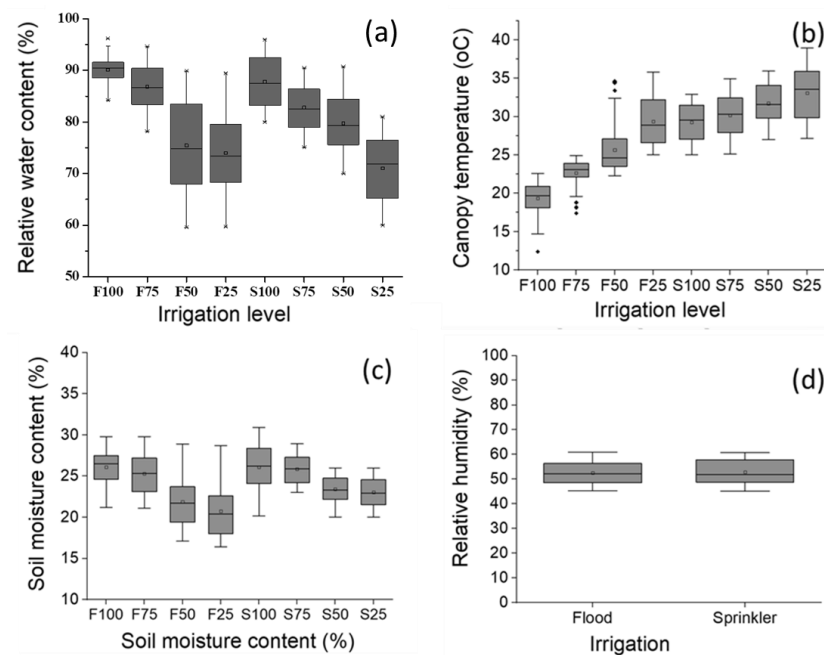 (a)
Relative water content (%)
100
90
80
70
60
50
F100 F75 F50 F25 S100 S75 S50 S25
Irrigation level
(b)
Canopy temperature (oC)
40
35
30
25
20
15
10
F100 F75 F50 F25 S100 S75 S50 S25
Irrigation level
(c)
Soil moisture content (%)
40
35
30
25
20
15
10
F100 F75 F50 F25 S100 S75 S50 S25
Soil moisture content (%)
(d)
Relative humidity (%)
100
90
80
70
60
50
40
30
20
10
0
Flood Sprinkler
Irrigation